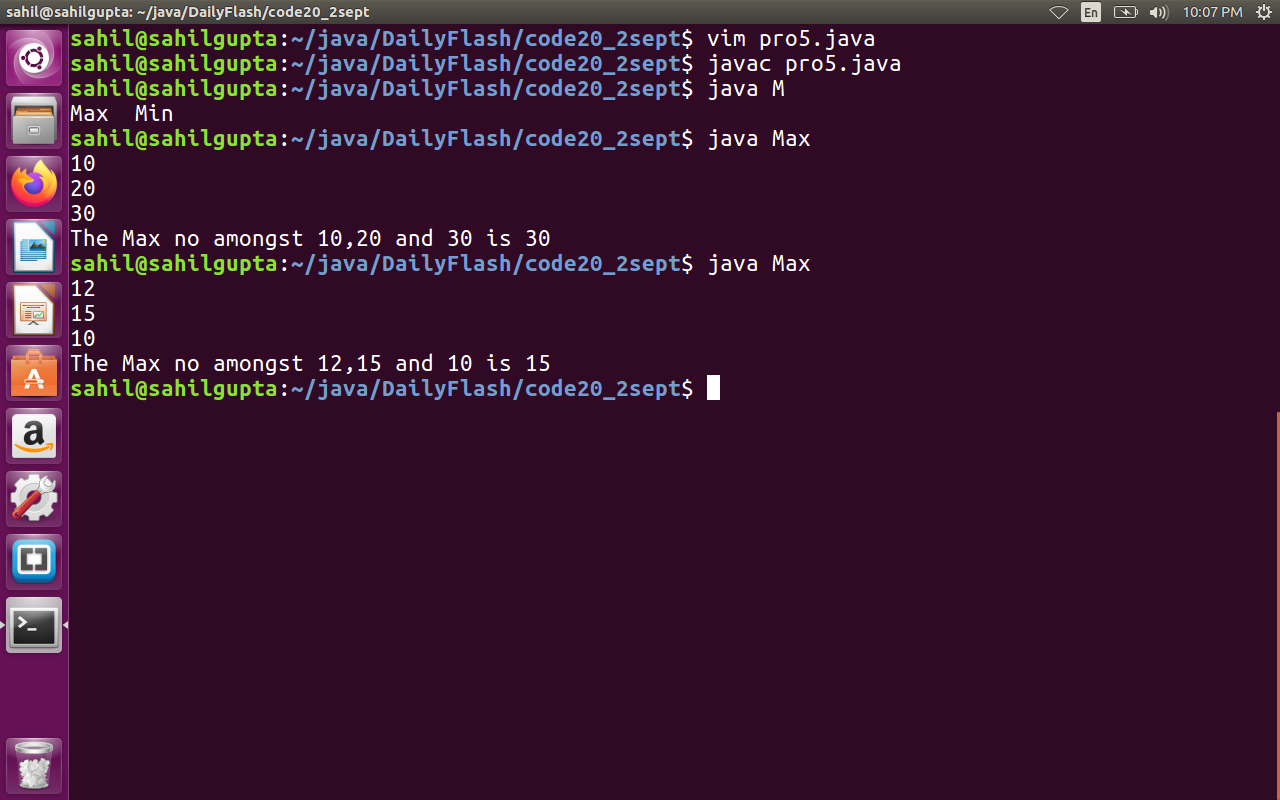 sahil@sahilgupta: ~/java/DailyFlash/code20_2sept En 10:07 PM
sahil@sahilgupta:~/java/DailyFlash/code20_2sept$ vim pro5.java
sahil@sahilgupta:~/java/DailyFlash/code20_2sept$ javac pro5.java
sahil@sahilgupta:~/java/DailyFlash/code20_2sept$ java M
Max  Min
sahil@sahilgupta:~/java/DailyFlash/code20_2sept$ java Max
10
20
30
The Max no amongst 10,20 and 30 is 30
sahil@sahilgupta:~/java/DailyFlash/code20_2sept$ java Max
12
15
10
The Max no amongst 12,15 and 10 is 15
sahil@sahilgupta:~/java/DailyFlash/code20_2sept$